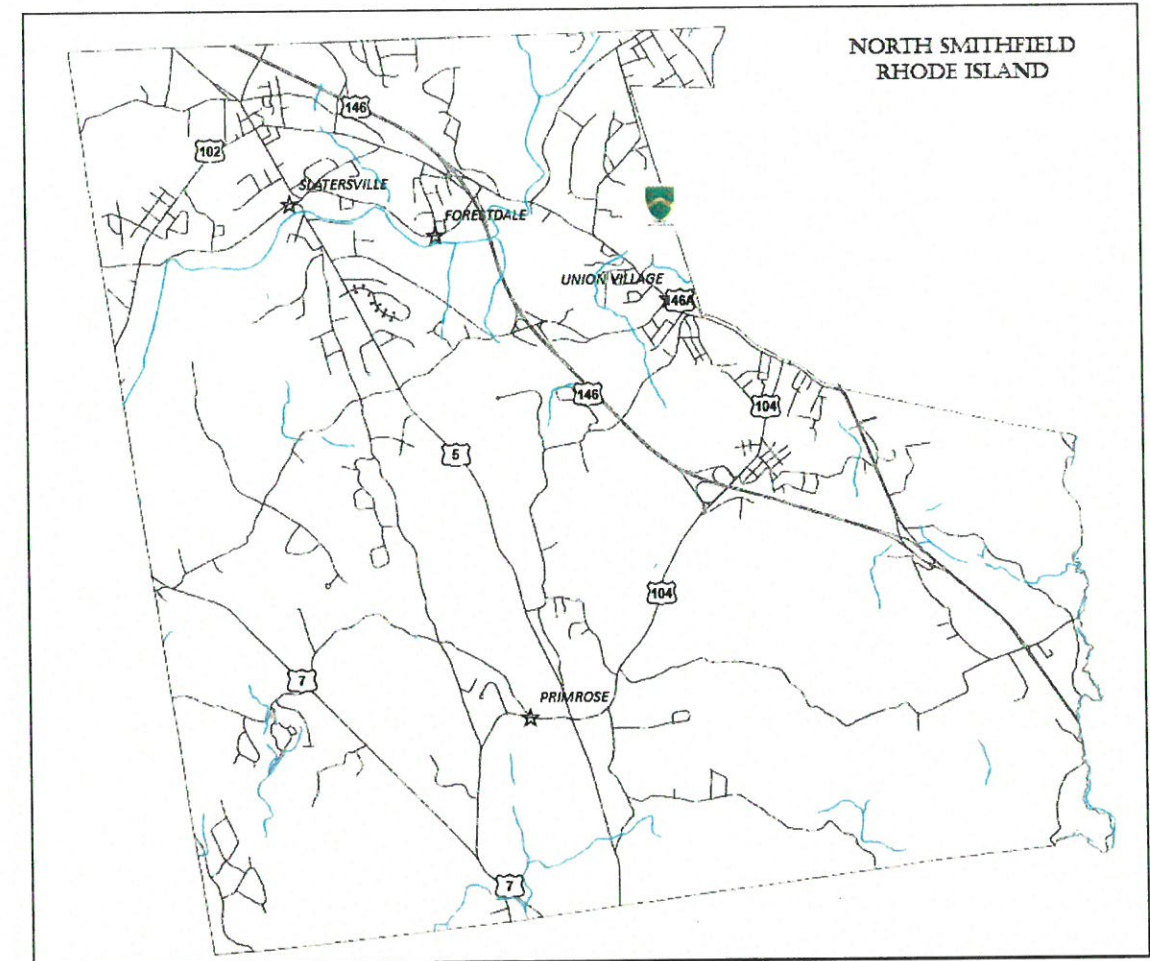 NORTH SMITHFIELD
RHODE ISLAND
146
102
SLATERSVILLE
FORESTDALE
UNION VILLAGE
146A
146
104
5
104
7
PRIMROSE
7